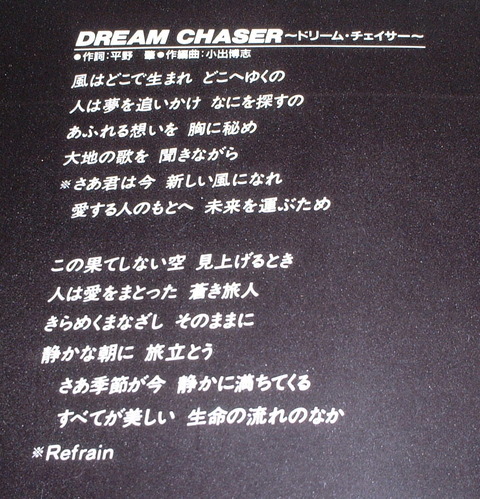 DREAM CHASER～ドリーム・チェイサー～
●作詞:平野 肇●作編曲:小出博志
風はどこで生まれ どこへゆくの
人は夢を追いかけ なにを探すの
あふれる想いを 胸に秘め
大地の歌を 聞きながら
※さあ君は今 新しい風になれ
愛する人のもとへ 未来を運ぶため
この果てしない空 見上げるとき
人は愛をまとった 蒼き旅人
きらめくまなざし そのままに
静かな朝に 旅立とう
さあ季節が今 静かに満ちてくる
すべてが美しい 生命の流れのなか
※Refrain